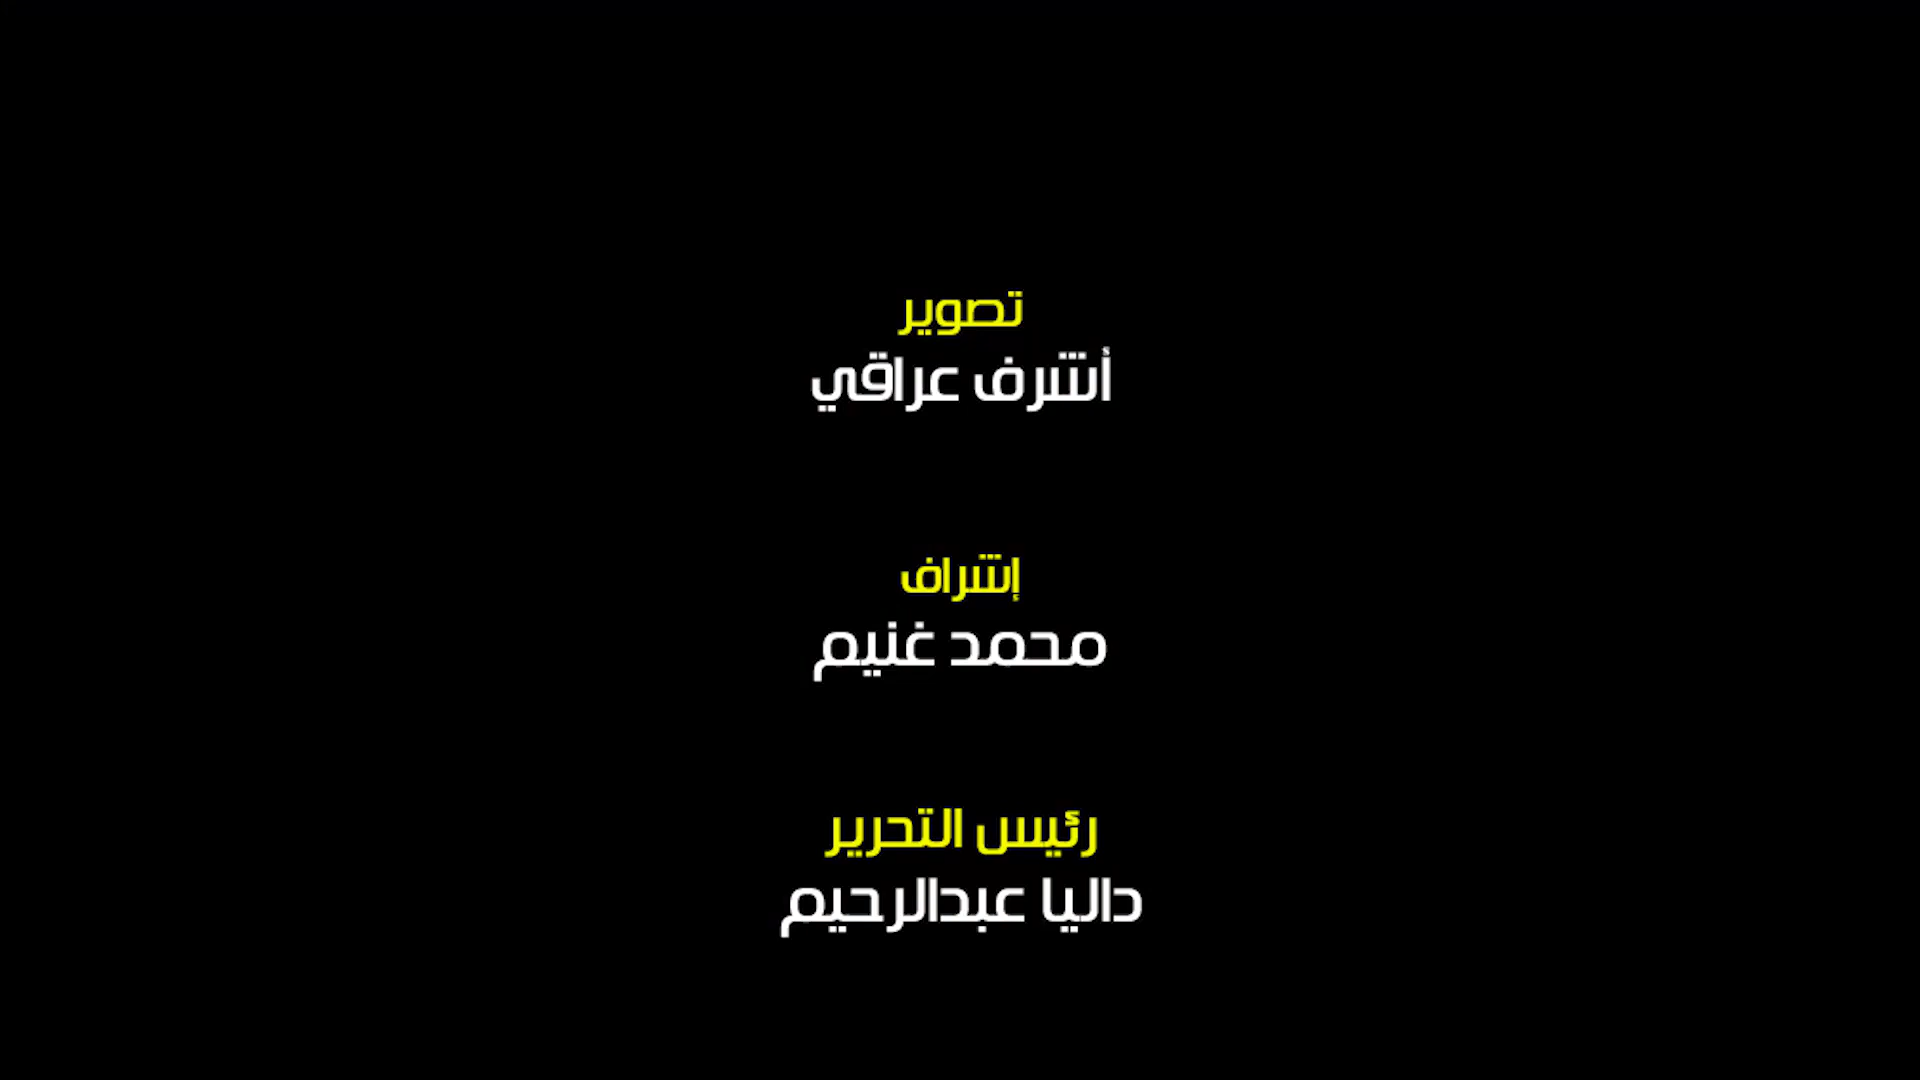 تصوير
أشرف عراقي
إشراف
محمد غنيم
رئيس التحرير
داليا عبدالرحيم